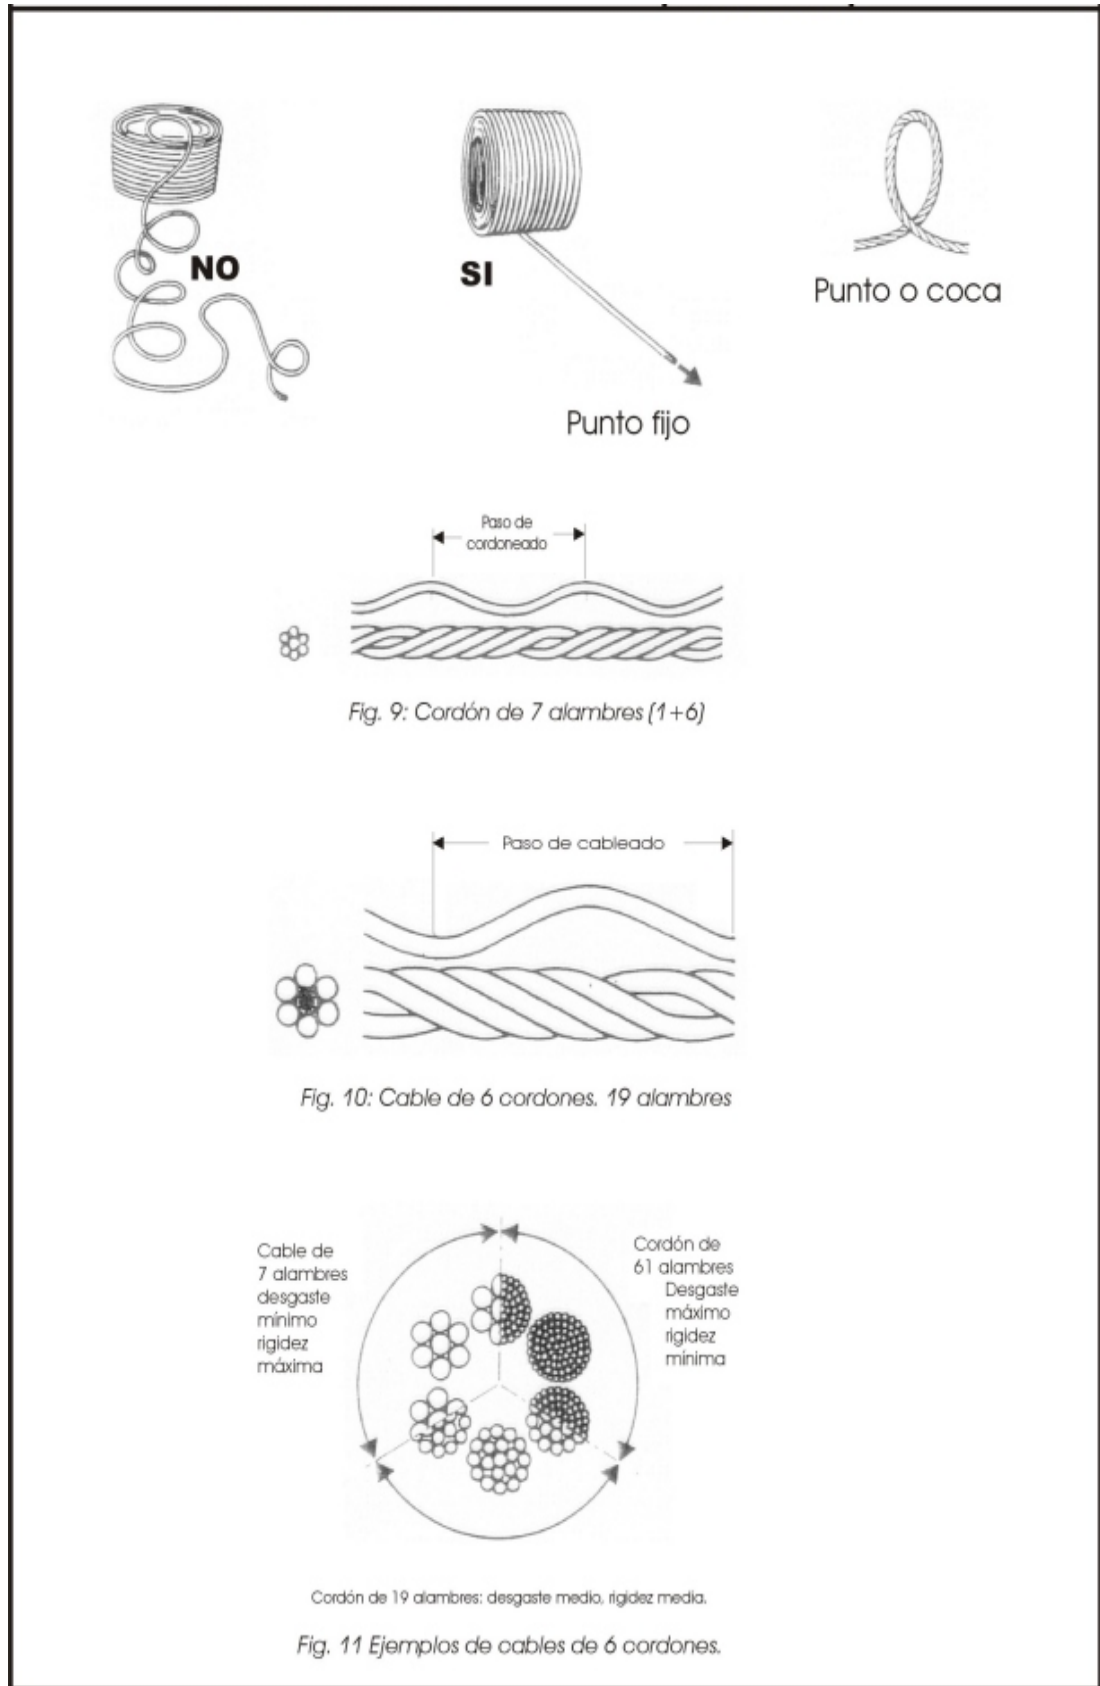 NO
SI
Punto o coca
Punto fijo
Paso de
cordoneado
Fig. 9: Cordón de 7 alambres (1+6)
Paso de cableado
Fig. 10: Cable de 6 cordones. 19 alambres
Cable de
7 alambres
desgaste
mínimo
rigidez
máxima
Cordón de
61 alambres
Desgaste
máximo
rigidez
mínima
Cordón de 19 alambres: desgaste medio, rigidez media.
Fig. 11 Ejemplos de cables de 6 cordones.